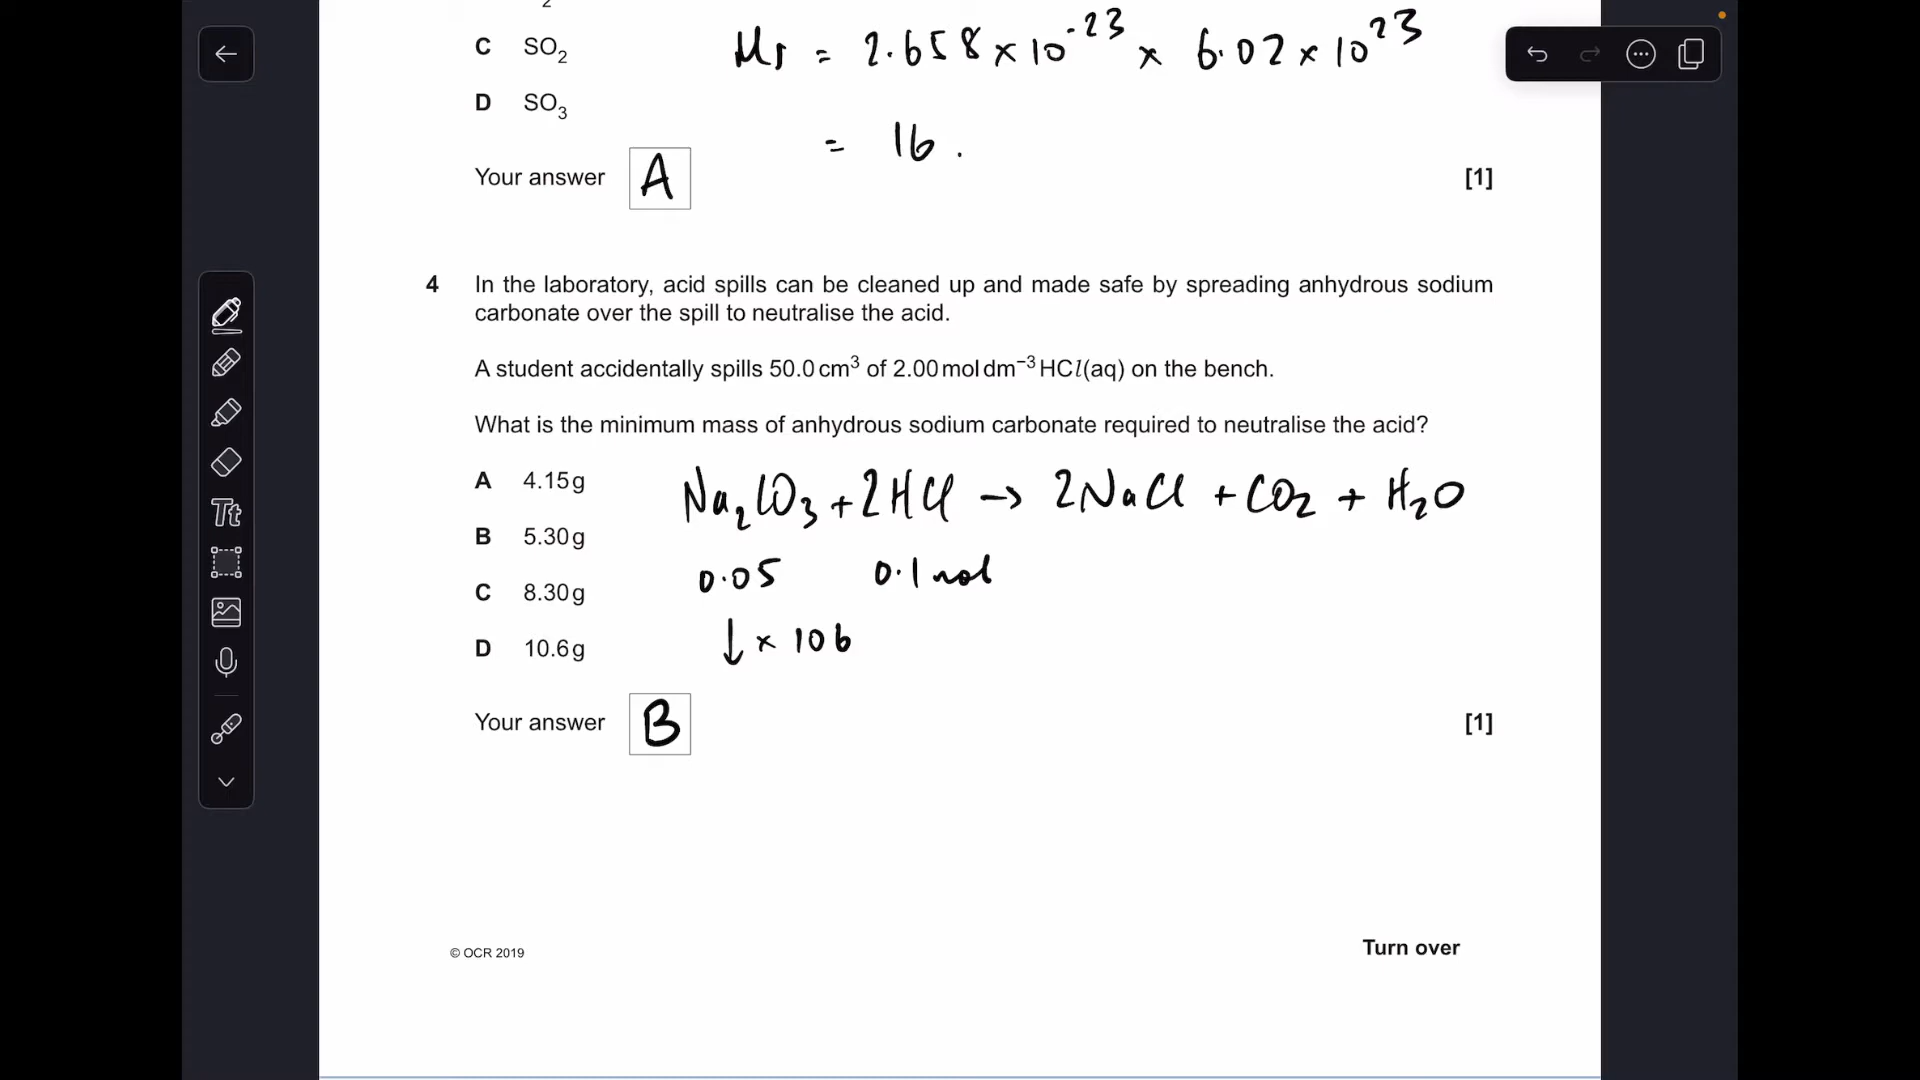 2
C SO2 Mr = 2.658 × 10-23 × 6.02 × 10 23
D SO3
= 16 .
Your answer A [1]
4 In the laboratory, acid spills can be cleaned up and made safe by spreading anhydrous sodium
carbonate over the spill to neutralise the acid.
A student accidentally spills 50.0 cm³ of 2.00 mol dm⁻³ HCl(aq) on the bench.
What is the minimum mass of anhydrous sodium carbonate required to neutralise the acid?
A 4.15 g Na2CO3 + 2HCl → 2NaCl + CO2 + H2O
B 5.30 g
0.05 0.1 mol
C 8.30 g
D 10.6 g ↓ × 106
Your answer B [1]
© OCR 2019 Turn over
Tt